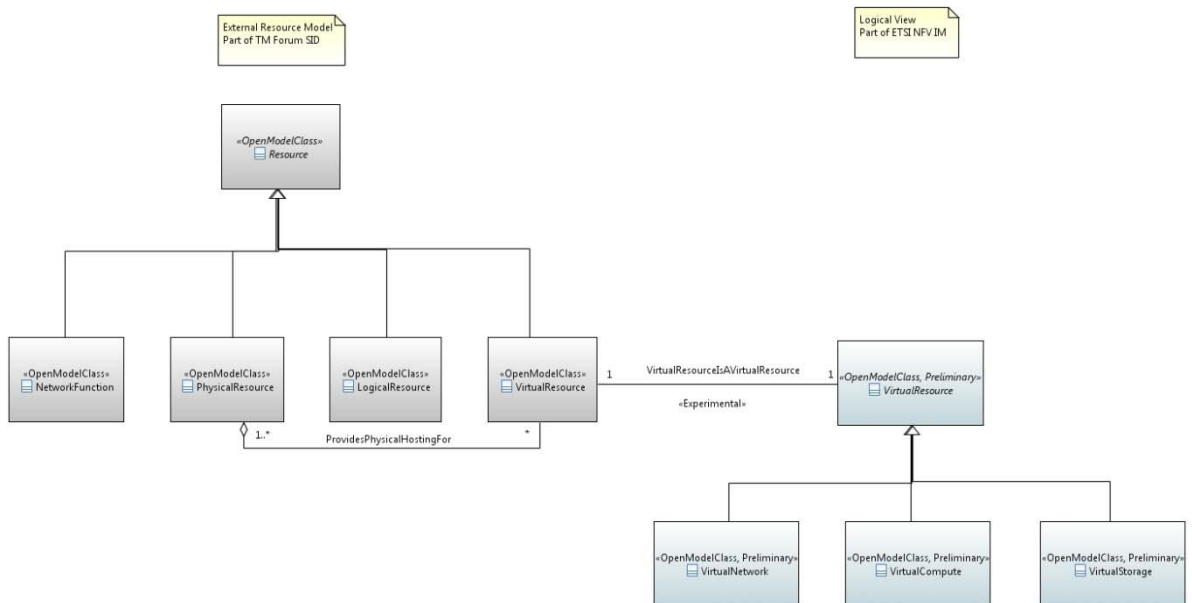 External Resource Model
Part of TM Forum SID
Logical View
Part of ETSI NFV IM
«OpenModelClass»
Resource
«OpenModelClass»
NetworkFunction
«OpenModelClass»
PhysicalResource
«OpenModelClass»
LogicalResource
«OpenModelClass»
VirtualResource
1
VirtualResourceIsAVirtualResource
1
«Experimental»
«OpenModelClass, Preliminary»
VirtualResource
1..*
ProvidesPhysicalHostingFor
*
«OpenModelClass, Preliminary»
VirtualNetwork
«OpenModelClass, Preliminary»
VirtualCompute
«OpenModelClass, Preliminary»
VirtualStorage